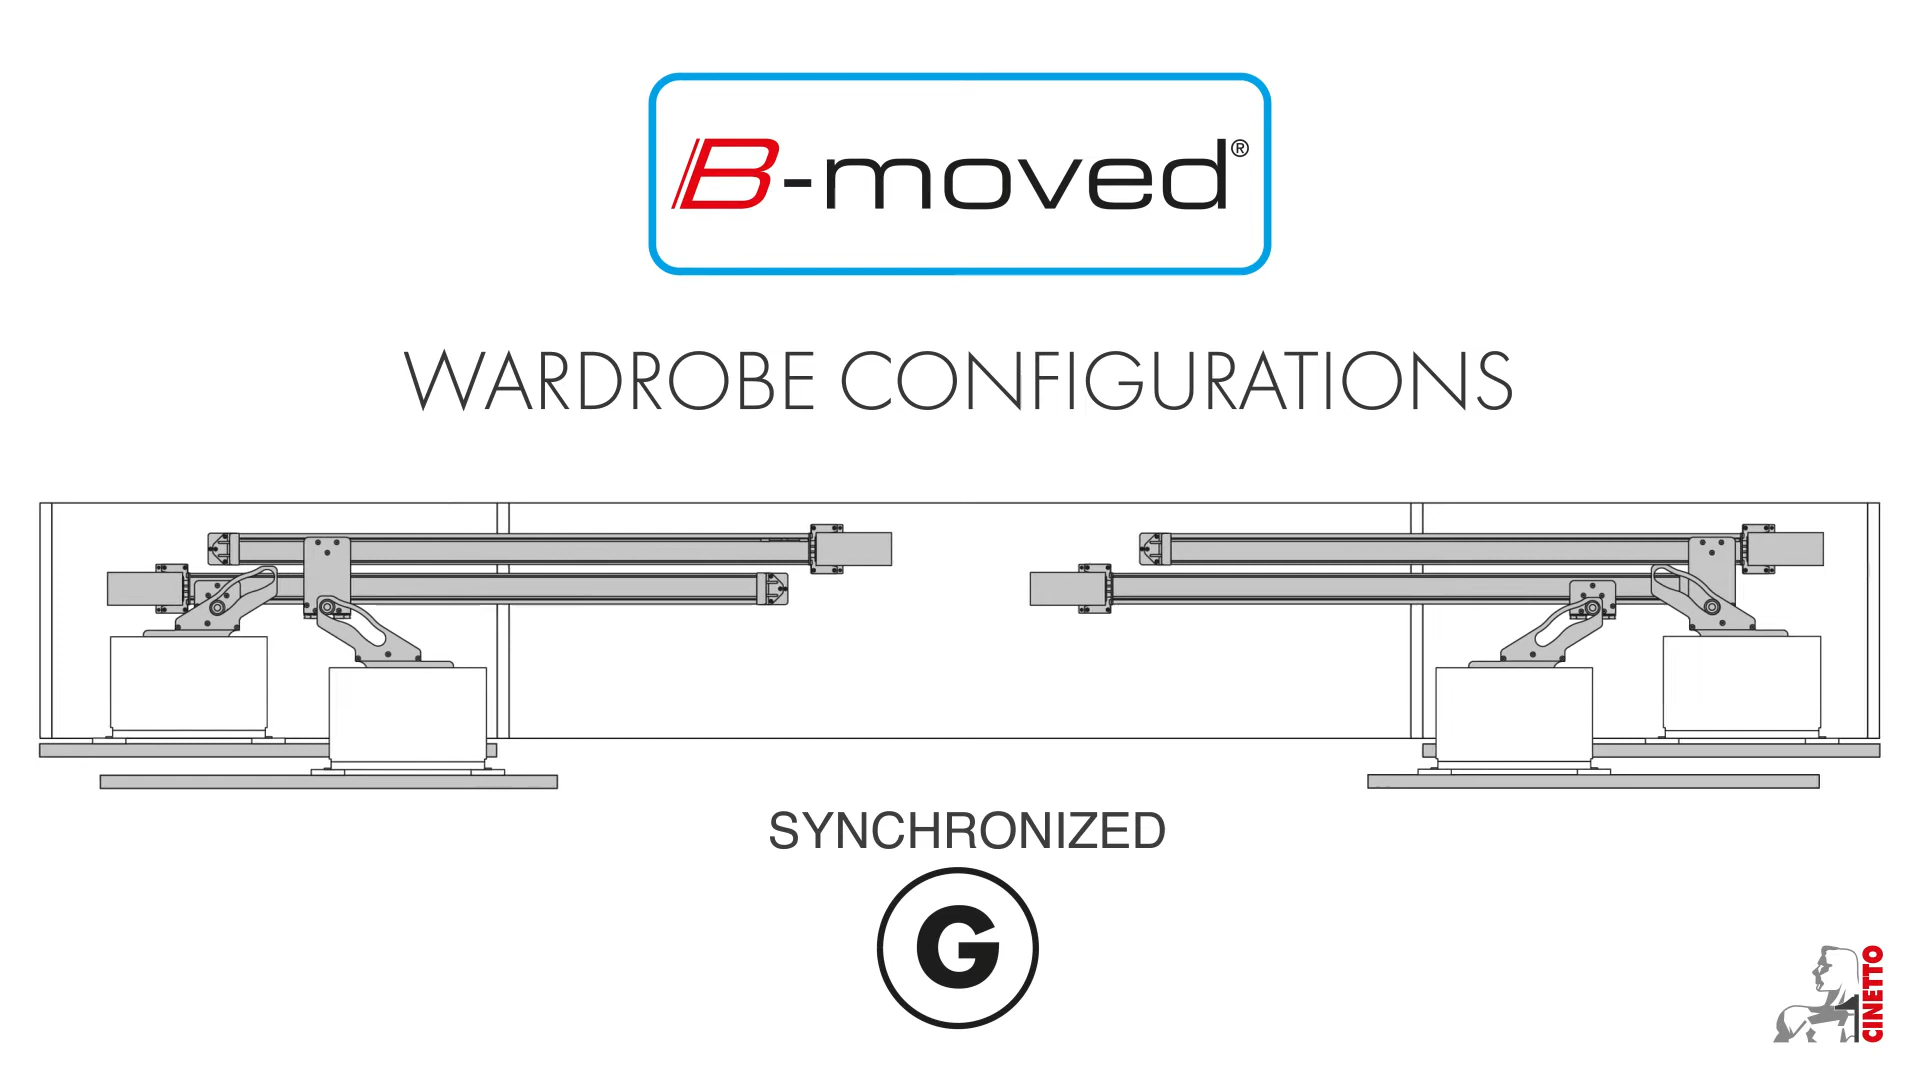 B-moved®
WARDROBE CONFIGURATIONS
SYNCHRONIZED
G
CINETTO